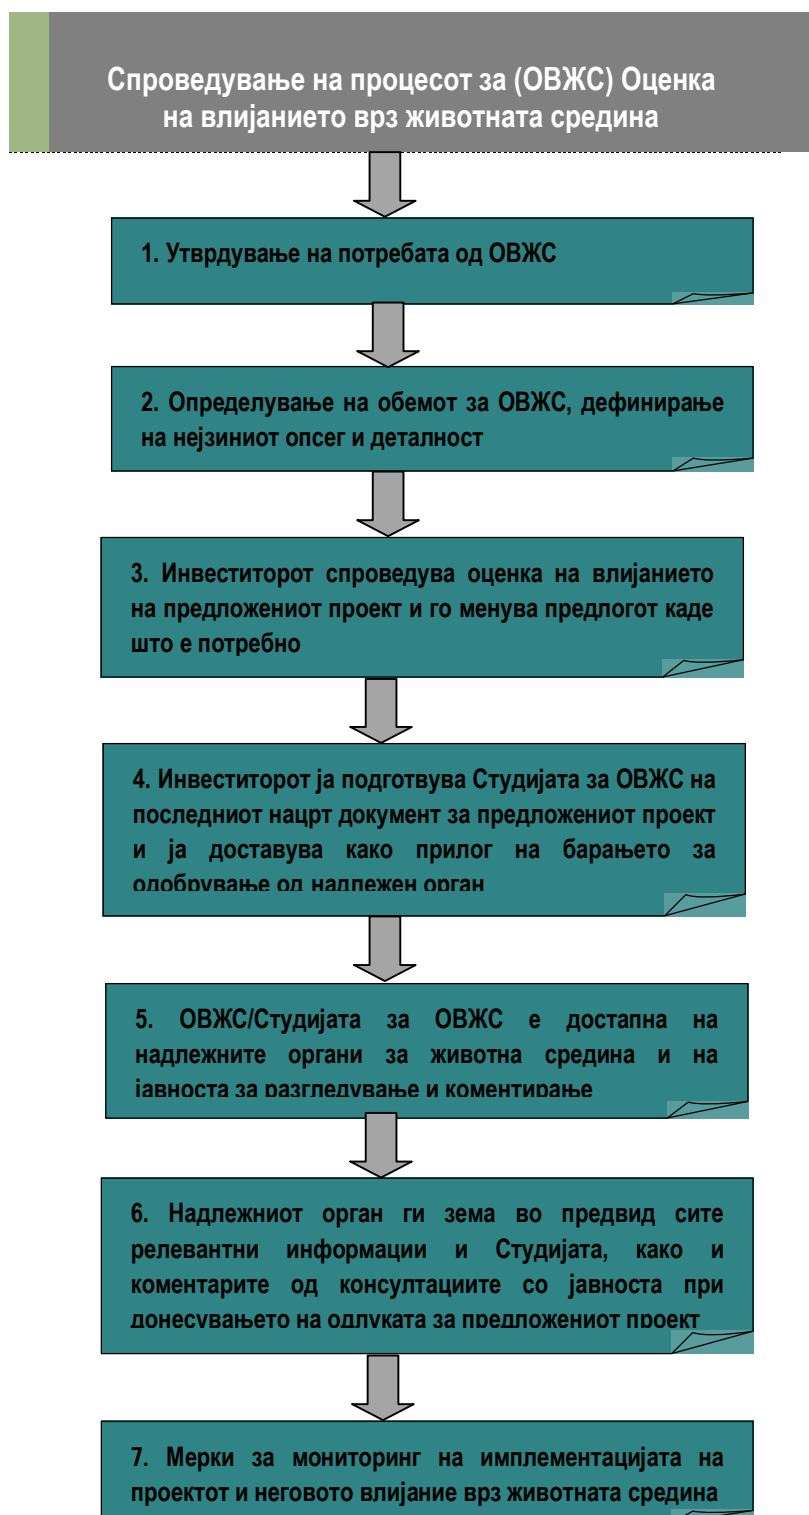 Спроведување на процесот за (ОВЖС) Оценка
на влијанието врз животната средина
1. Утврдување на потребата од ОВЖС
2. Определување на обемот за ОВЖС, дефинирање
на нејзиниот опсег и деталност
3. Инвеститорот спроведува оценка на влијанието
на предложениот проект и го менува предлогот каде
што е потребно
4. Инвеститорот ја подготвува Студијата за ОВЖС на
последниот нацрт документ за предложениот проект
и ја доставува како прилог на барањето за
одобрување од надлежен орган
5. ОВЖС/Студијата за ОВЖС е достапна на
надлежните органи за животна средина и на
јавноста за разгледување и коментирање
6. Надлежниот орган ги зема во предвид сите
релевантни информации и Студијата, како и
коментарите од консултациите со јавноста при
донесувањето на одлуката за предложениот проект
7. Мерки за мониторинг на имплементацијата на
проектот и неговото влијание врз животната средина